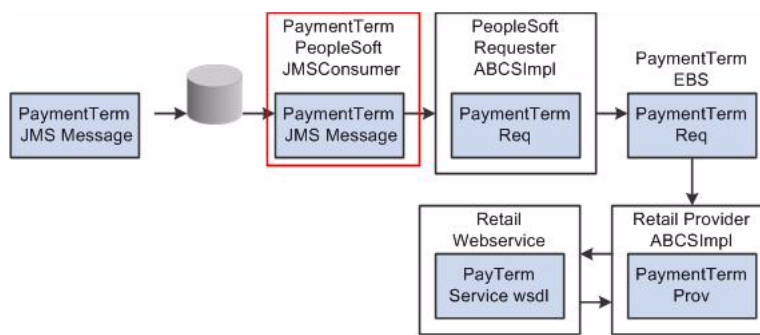 PaymentTerm
PeopleSoft
JMSConsumer
PeopleSoft
Requester
ABCSImpl
PaymentTerm
EBS
PaymentTerm
JMS Message
PaymentTerm
JMS Message
PaymentTerm
Req
PaymentTerm
Req
Retail
Webservice
Retail Provider
ABCSImpl
PayTerm
Service wsdl
PaymentTerm
Prov